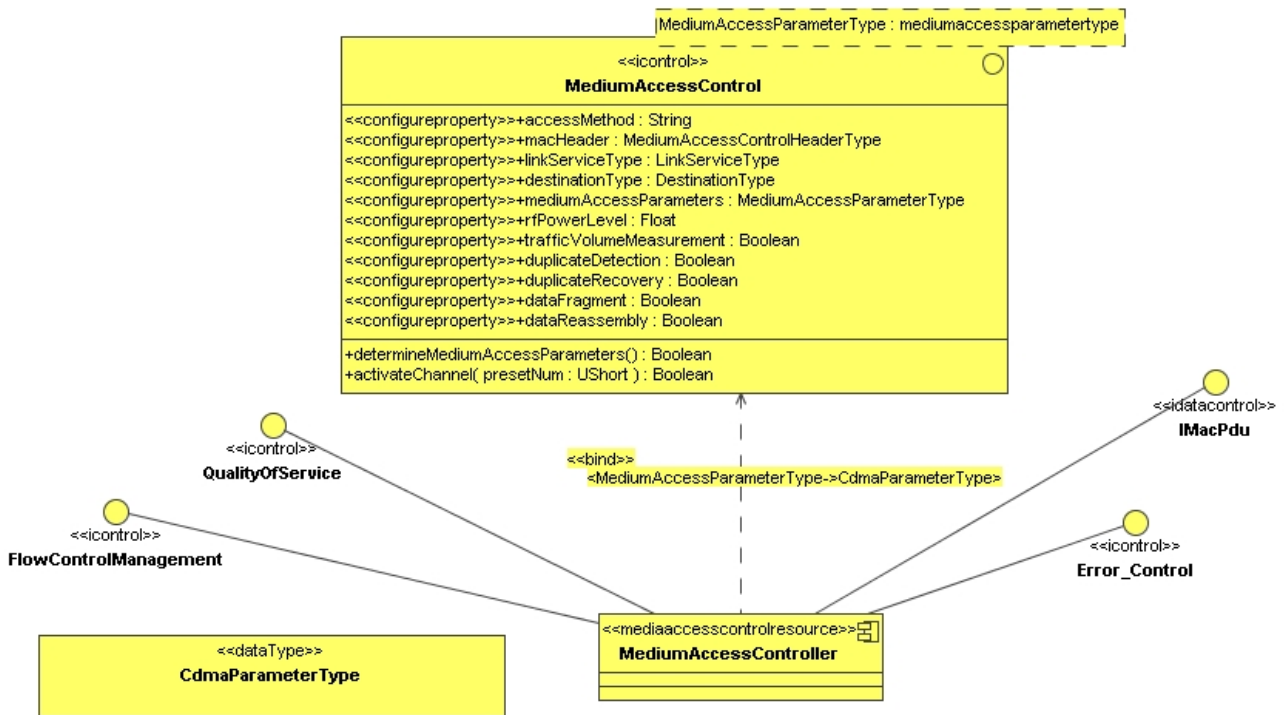 MediumAccessParameterType : mediumaccessparametertype
<<icontrol>>
MediumAccessControl
<<configureproperty>>+accessMethod : String
<<configureproperty>>+macHeader : MediumAccessControlHeaderType
<<configureproperty>>+linkServiceType : LinkServiceType
<<configureproperty>>+destinationType : DestinationType
<<configureproperty>>+mediumAccessParameters : MediumAccessParameterType
<<configureproperty>>+rfPowerLevel : Float
<<configureproperty>>+trafficVolumeMeasurement : Boolean
<<configureproperty>>+duplicateDetection : Boolean
<<configureproperty>>+duplicateRecovery : Boolean
<<configureproperty>>+dataFragment : Boolean
<<configureproperty>>+dataReassembly : Boolean
+determineMediumAccessParameters() : Boolean
+activateChannel( presetNum : UShort ) : Boolean
<<idatacontrol>>
IMacPdu
<<icontrol>>
QualityOfService
<<bind>>
<MediumAccessParameterType->CdmaParameterType>
<<icontrol>>
FlowControlManagement
<<icontrol>>
Error_Control
<<mediaaccesscontrolresource>>
MediumAccessController
<<dataType>>
CdmaParameterType